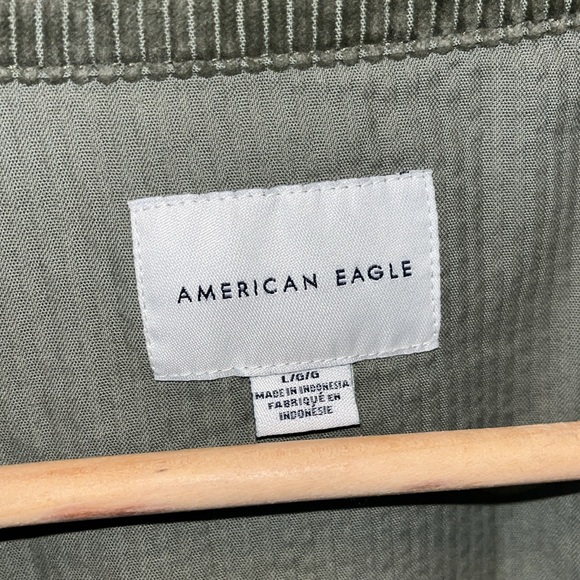 AMERICAN EAGLE
L/G/G
MADE IN INDONESIA
FABRIQUÉ EN
INDONÉSIE